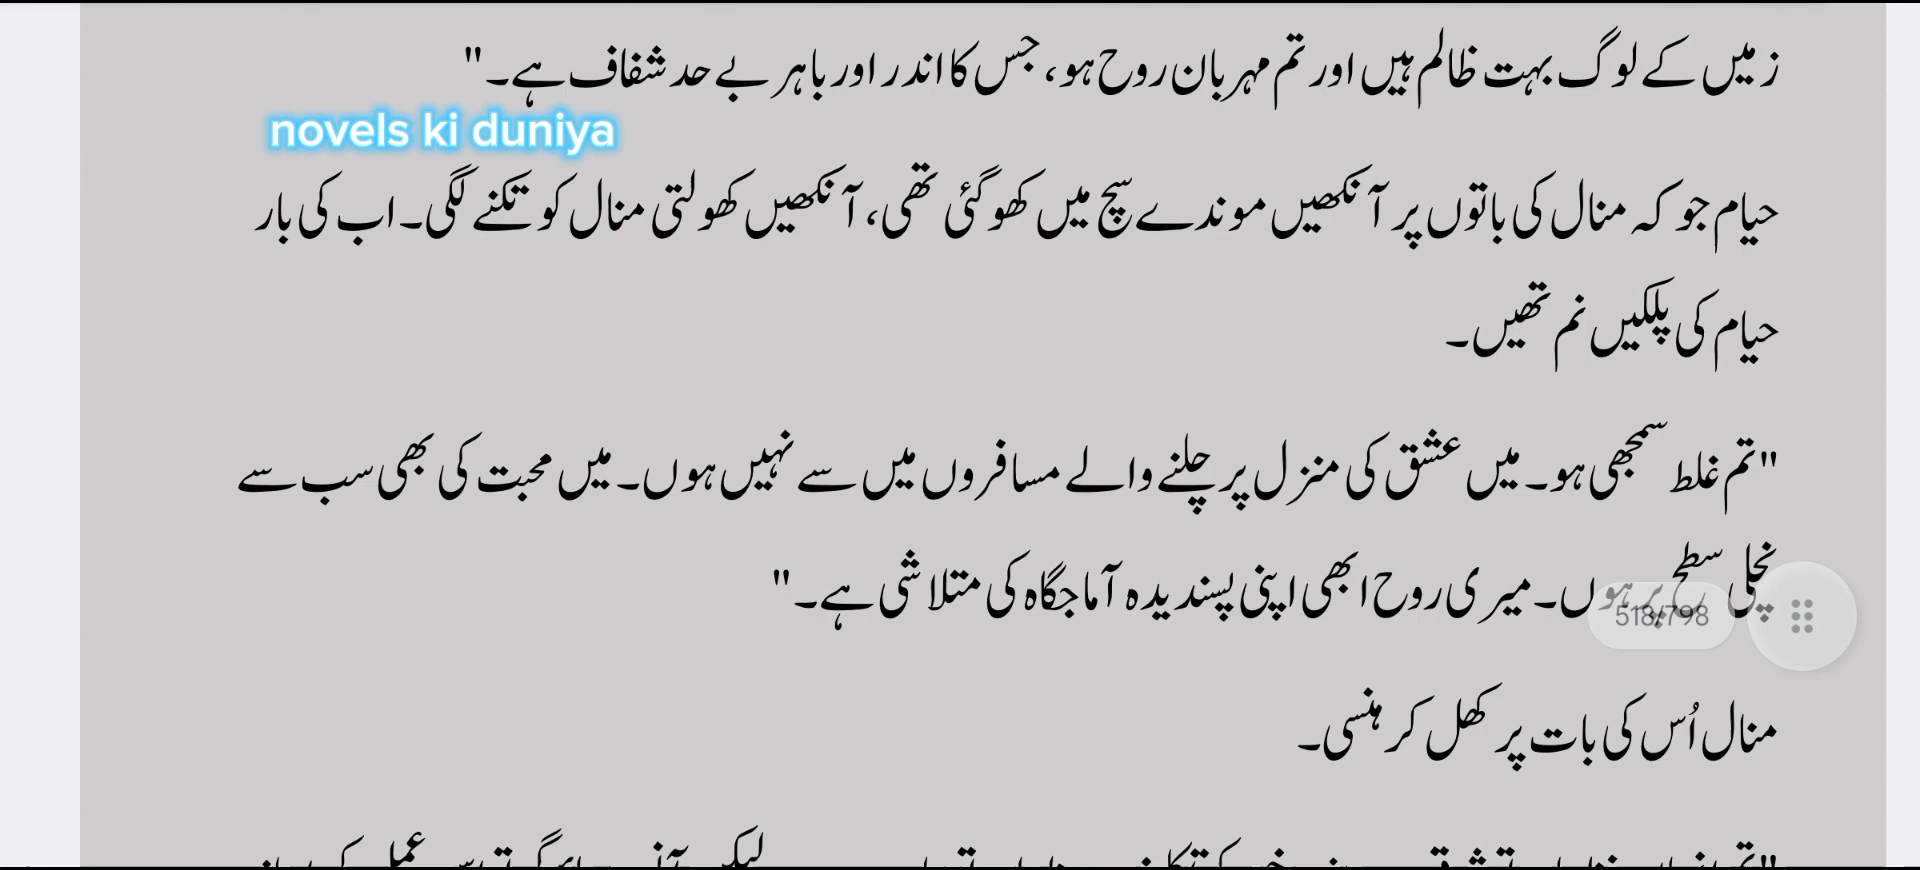 زمیں کے لوگ بہت ظالم ہیں اور تم مہربان روح ہو، جس کا اندر اور باہر بے حد شفاف ہے۔"
novels ki duniya
حیام جو کہ منال کی باتوں پر آنکھیں موندے سچ میں کھو گئی تھی، آنکھیں کھولتی منال کو تکنے لگی۔ اب کی بار
حیام کی پلکیں نم تھیں۔
"تم غلط سمجھی ہو۔ میں عشق کی منزل پر چلنے والے مسافروں میں سے نہیں ہوں۔ میں محبت کی بھی سب سے
نچلی سطح پر ہوں۔ میری روح ابھی اپنی پسندیدہ آماجگاہ کی متلاشی ہے۔"
518/798
منال اُس کی بات پر کھل کر ہنسی۔